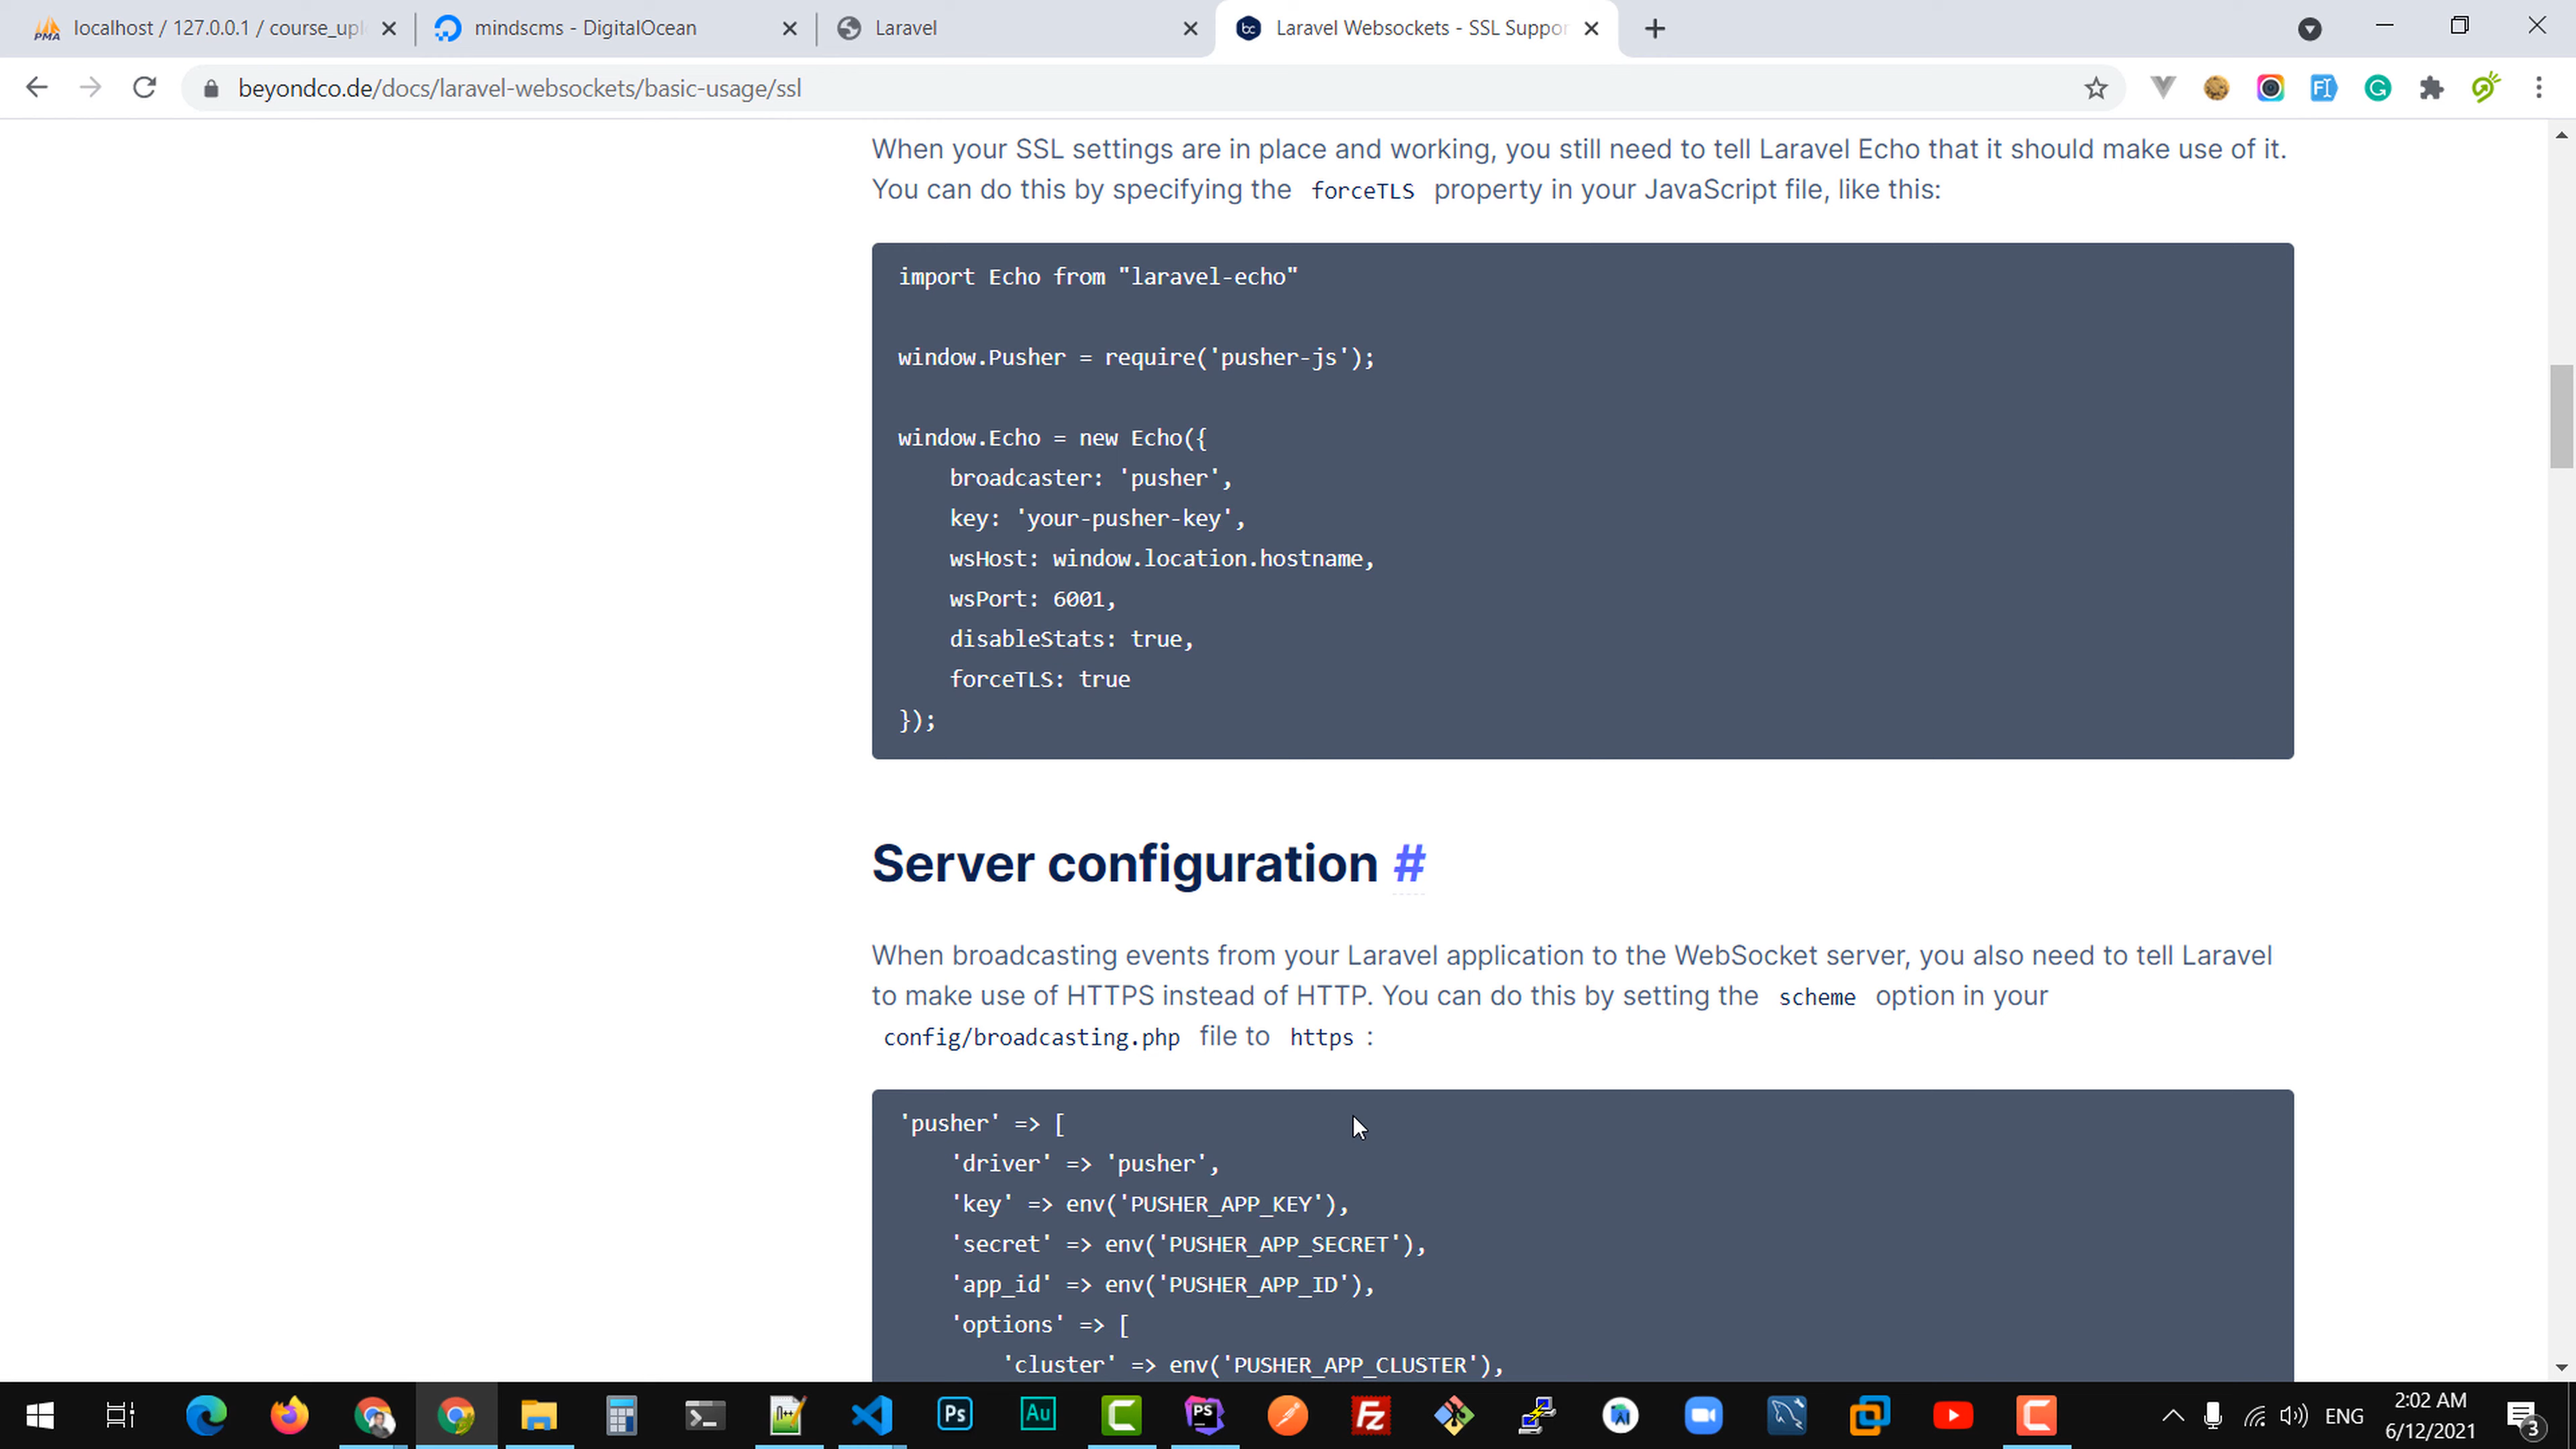 localhost / 127.0.0.1 / course_upl
mindscms - DigitalOcean
Laravel
Laravel Websockets - SSL Suppor
beyondco.de/docs/laravel-websockets/basic-usage/ssl
When your SSL settings are in place and working, you still need to tell Laravel Echo that it should make use of it.
You can do this by specifying the forceTLS property in your JavaScript file, like this:
import Echo from "laravel-echo"
window.Pusher = require('pusher-js');
window.Echo = new Echo({
broadcaster: 'pusher',
key: 'your-pusher-key',
wsHost: window.location.hostname,
wsPort: 6001,
disableStats: true,
forceTLS: true
});
Server configuration #
When broadcasting events from your Laravel application to the WebSocket server, you also need to tell Laravel
to make use of HTTPS instead of HTTP. You can do this by setting the scheme option in your
config/broadcasting.php file to https :
'pusher' => [
'driver' => 'pusher',
'key' => env('PUSHER_APP_KEY'),
'secret' => env('PUSHER_APP_SECRET'),
'app_id' => env('PUSHER_APP_ID'),
'options' => [
'cluster' => env('PUSHER_APP_CLUSTER'),
ENG
2:02 AM
6/12/2021
3